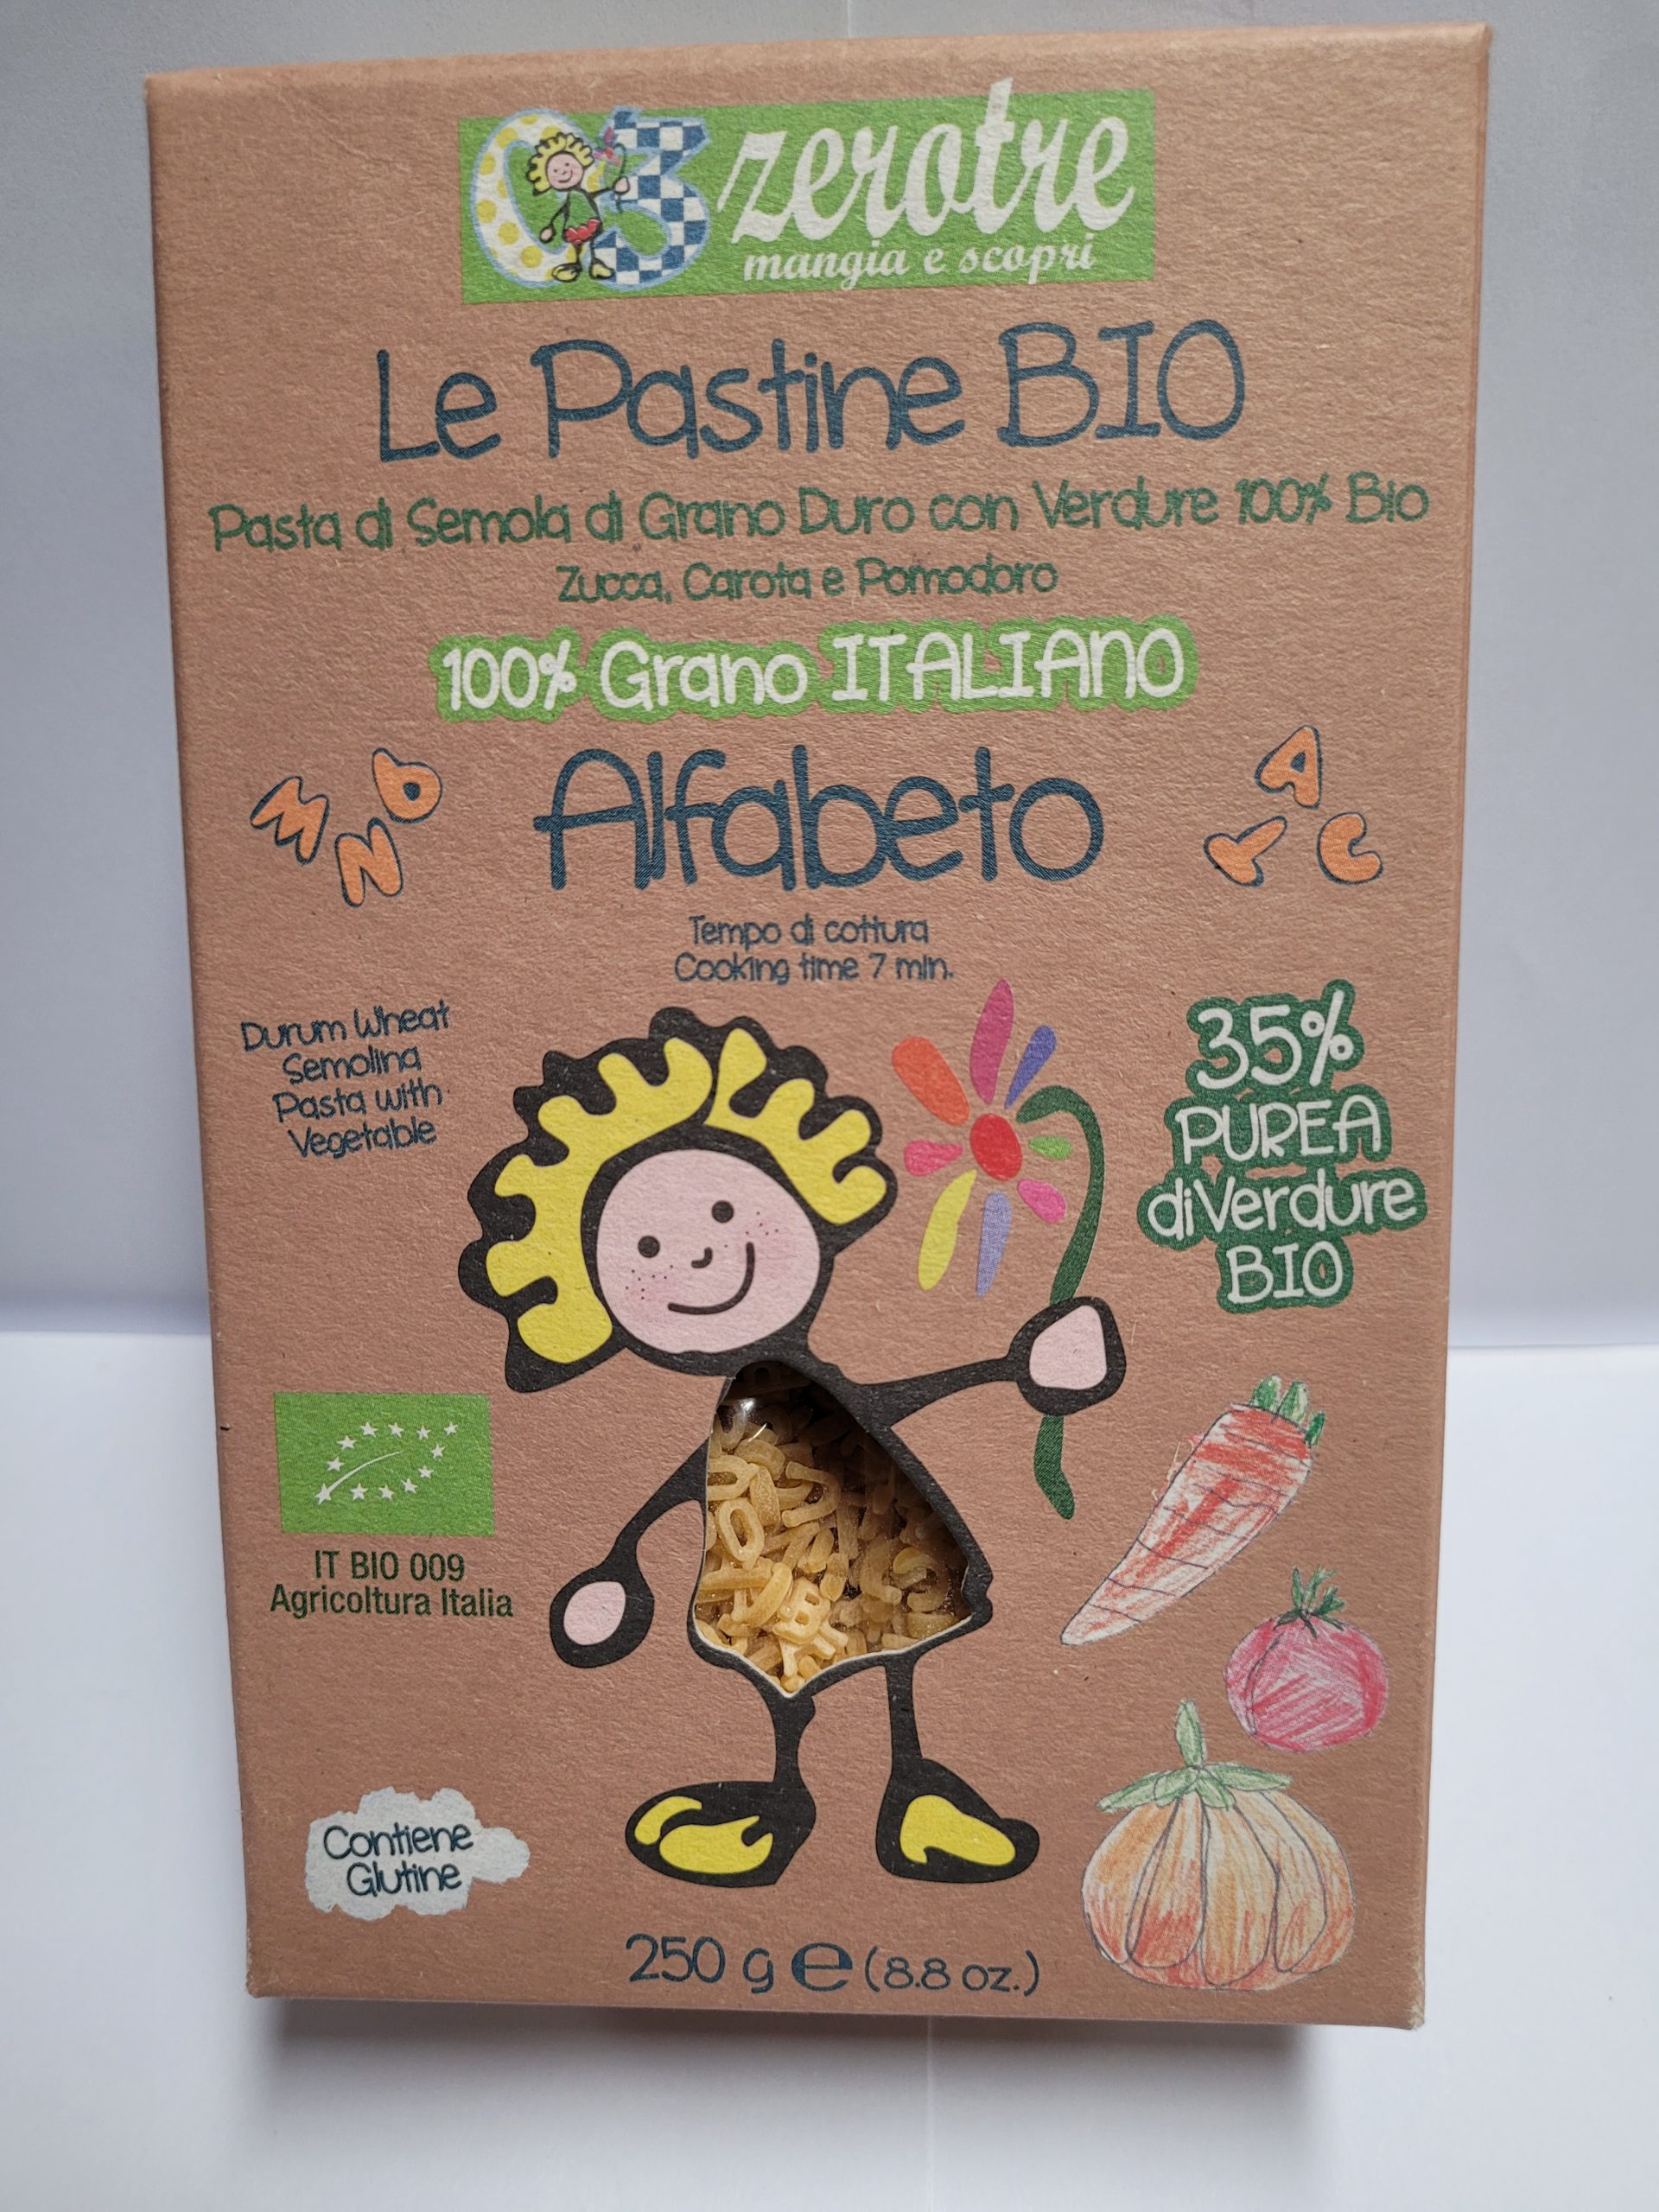 03 zerotre
mangia e scopri
Le Pastine BIO
Pasta di Semola di Grano Duro con Verdure 100% Bio
Zucca, Carota e Pomodoro
100% Grano ITALIANO
M N b
Alfabeto
A Y C
Tempo di cottura
Cooking time 7 min.
Durum Wheat
Semolina
Pasta with
Vegetable
35%
PUREA
di Verdure
BIO
IT BIO 009
Agricoltura Italia
Contiene
Glutine
250 g ℮ (8.8 oz.)